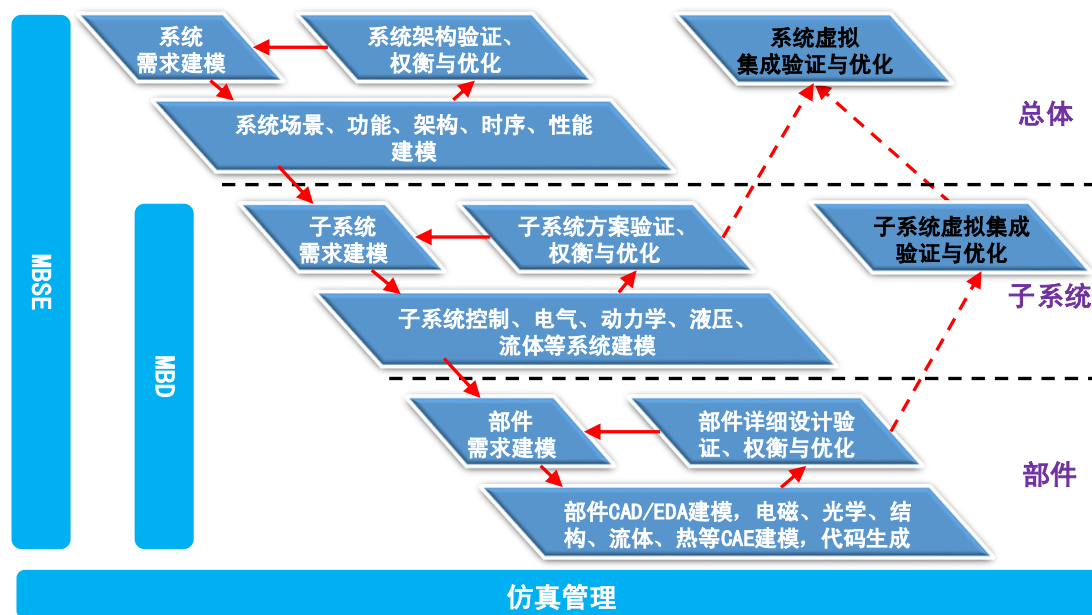 系统
需求建模
系统架构验证、
权衡与优化
系统虚拟
集成验证与优化
系统场景、功能、架构、时序、性能
建模
总体
MBSE
MBD
子系统
需求建模
子系统方案验证、
权衡与优化
子系统虚拟集成
验证与优化
子系统
子系统控制、电气、动力学、液压、
流体等系统建模
部件
需求建模
部件详细设计验
证、权衡与优化
部件
部件CAD/EDA建模，电磁、光学、结
构、流体、热等CAE建模，代码生成
仿真管理